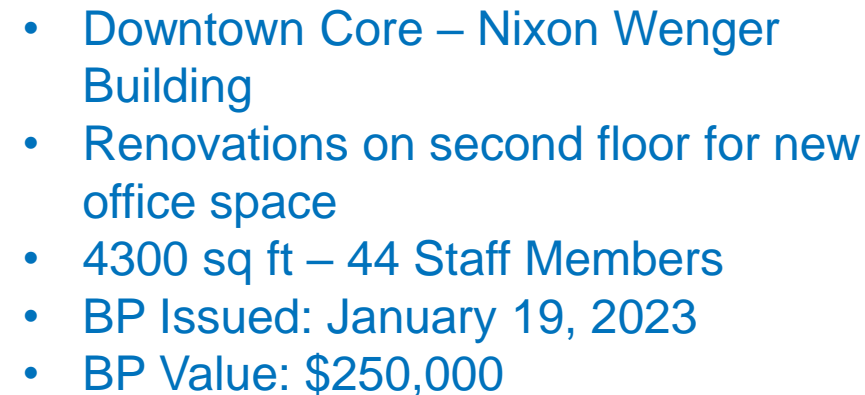 • Downtown Core – Nixon Wenger
Building
• Renovations on second floor for new
office space
• 4300 sq ft – 44 Staff Members
• BP Issued: January 19, 2023
• BP Value: $250,000